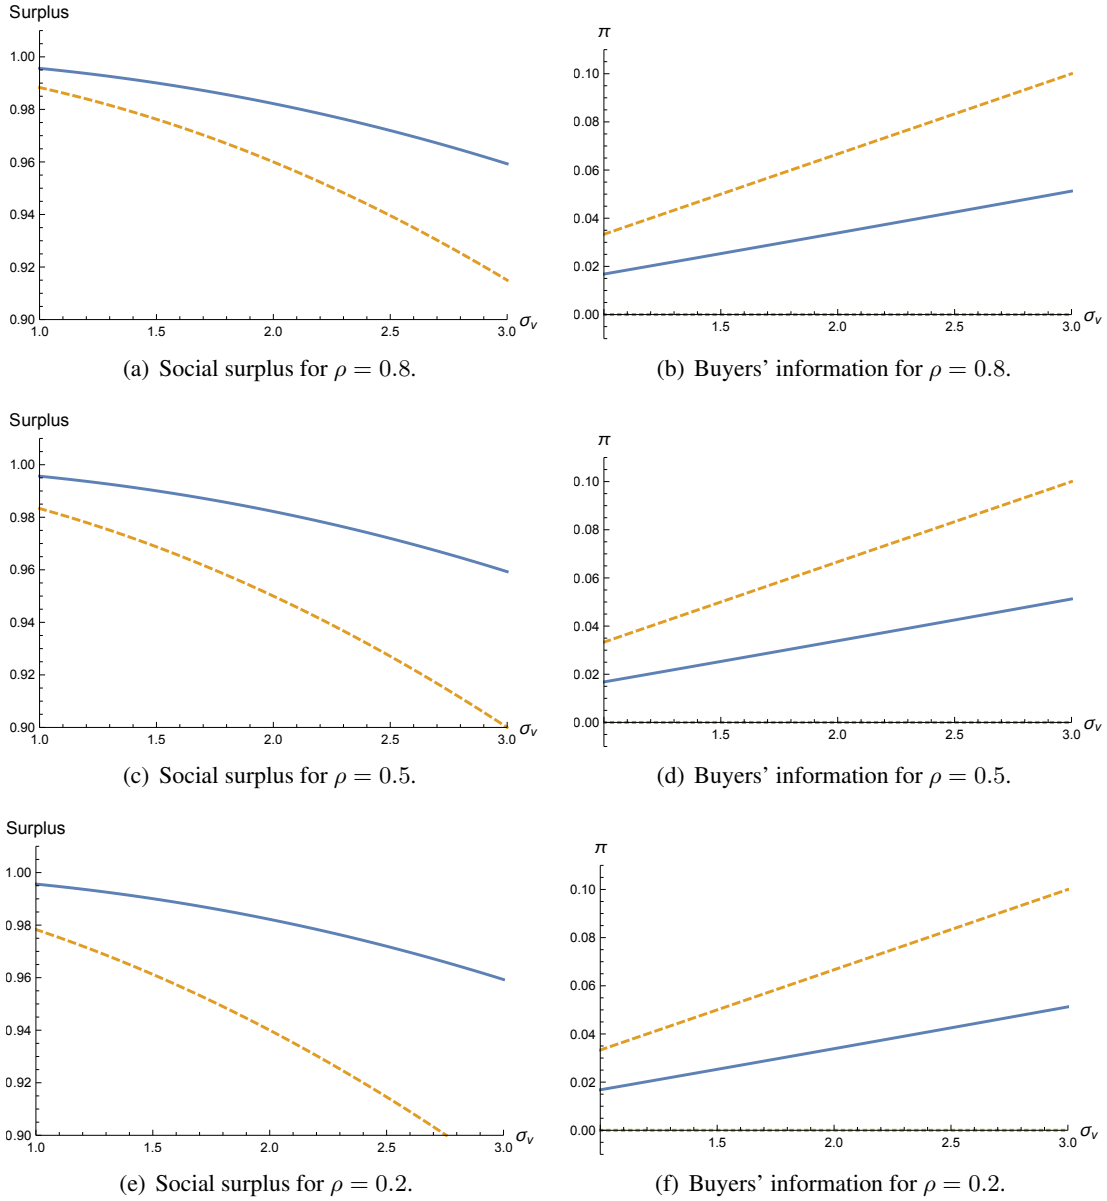 Surplus
1.00
0.98
0.96
0.94
0.92
0.90
1.0 1.5 2.0 2.5 3.0 σv
(a) Social surplus for ρ = 0.8.
π
0.10
0.08
0.06
0.04
0.02
0.00
1.5 2.0 2.5 3.0 σv
(b) Buyers’ information for ρ = 0.8.
Surplus
1.00
0.98
0.96
0.94
0.92
0.90
1.0 1.5 2.0 2.5 3.0 σv
(c) Social surplus for ρ = 0.5.
π
0.10
0.08
0.06
0.04
0.02
0.00
1.5 2.0 2.5 3.0 σv
(d) Buyers’ information for ρ = 0.5.
Surplus
1.00
0.98
0.96
0.94
0.92
0.90
1.0 1.5 2.0 2.5 3.0 σv
(e) Social surplus for ρ = 0.2.
π
0.10
0.08
0.06
0.04
0.02
0.00
1.5 2.0 2.5 3.0 σv
(f) Buyers’ information for ρ = 0.2.